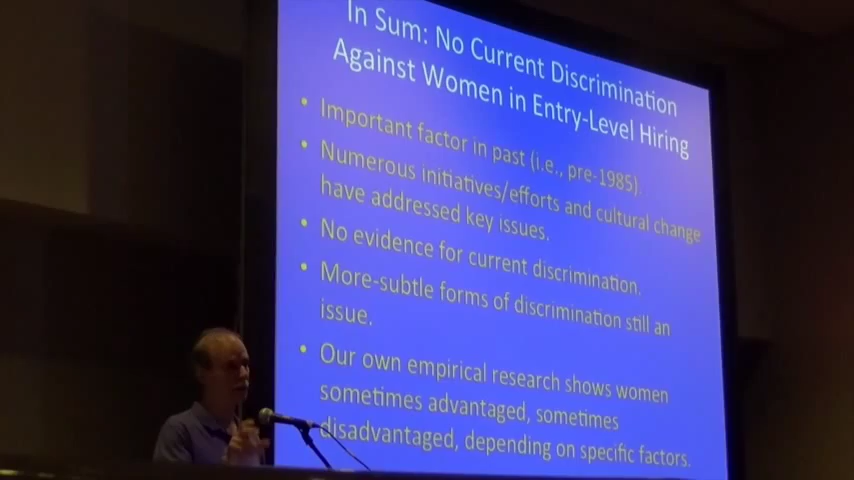 In Sum: No Current Discrimination
Against Women in Entry-Level Hiring
• Important factor in past (i.e., pre-1985).
• Numerous initiatives/efforts and cultural change
have addressed key issues.
• No evidence for current discrimination.
• More-subtle forms of discrimination still an
issue.
• Our own empirical research shows women
sometimes advantaged, sometimes
disadvantaged, depending on specific factors.